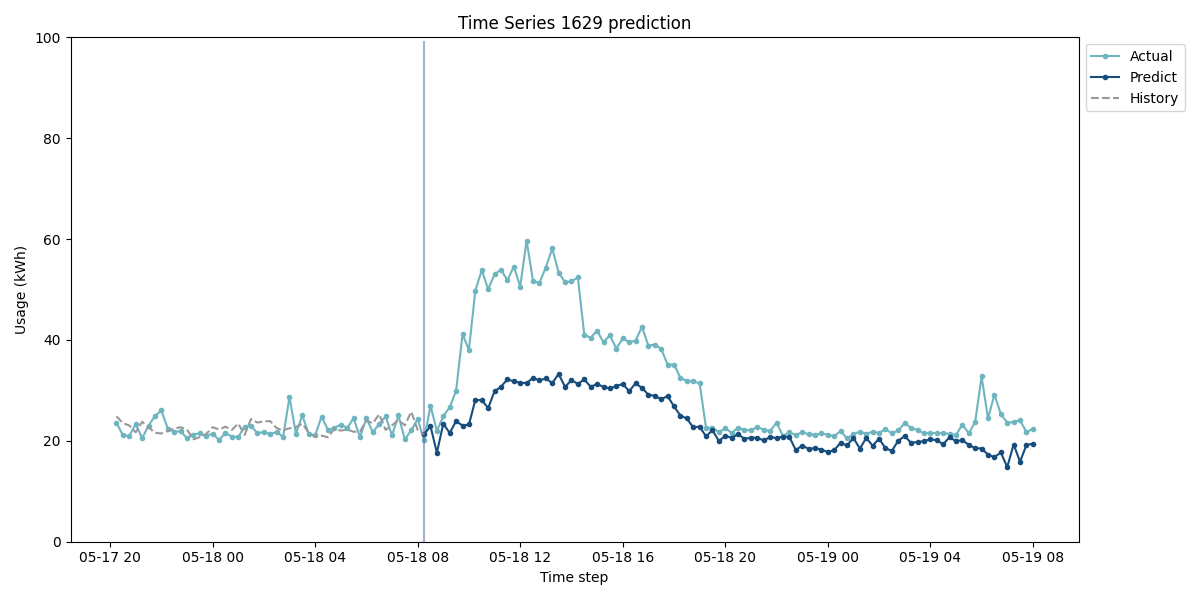 Time Series 1629 prediction
100
80
60
40
20
0
Usage (kWh)
05-17 20
05-18 00
05-18 04
05-18 08
05-18 12
05-18 16
05-18 20
05-19 00
05-19 04
05-19 08
Time step
Actual
Predict
History